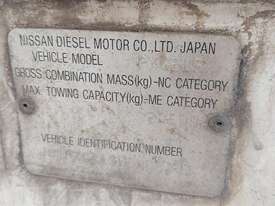 NISSAN DIESEL MOTOR CO., LTD. JAPAN
VEHICLE MODEL
GROSS COMBINATION MASS(kg)-NC CATEGORY
MAX. TOWING CAPACITY(kg)-ME CATEGORY
VEHICLE IDENTIFICATION NUMBER